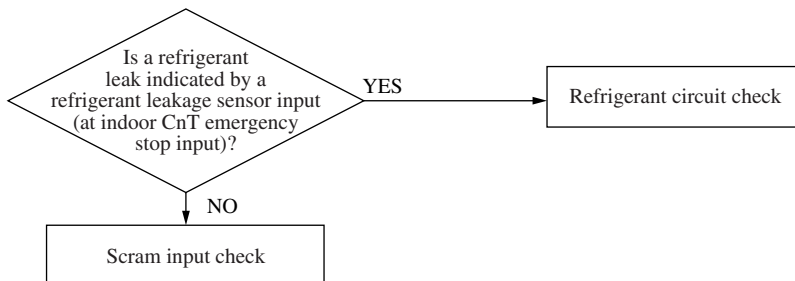 Is a refrigerant
leak indicated by a
refrigerant leakage sensor input
(at indoor CnT emergency
stop input)?
YES
Refrigerant circuit check
NO
Scram input check